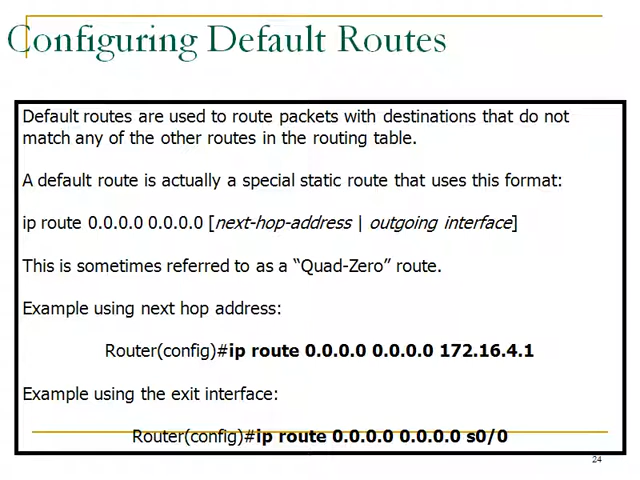 Configuring Default Routes
Default routes are used to route packets with destinations that do not
match any of the other routes in the routing table.
A default route is actually a special static route that uses this format:
ip route 0.0.0.0 0.0.0.0 [next-hop-address | outgoing interface]
This is sometimes referred to as a “Quad-Zero” route.
Example using next hop address:
Router(config)#ip route 0.0.0.0 0.0.0.0 172.16.4.1
Example using the exit interface:
Router(config)#ip route 0.0.0.0 0.0.0.0 s0/0
24